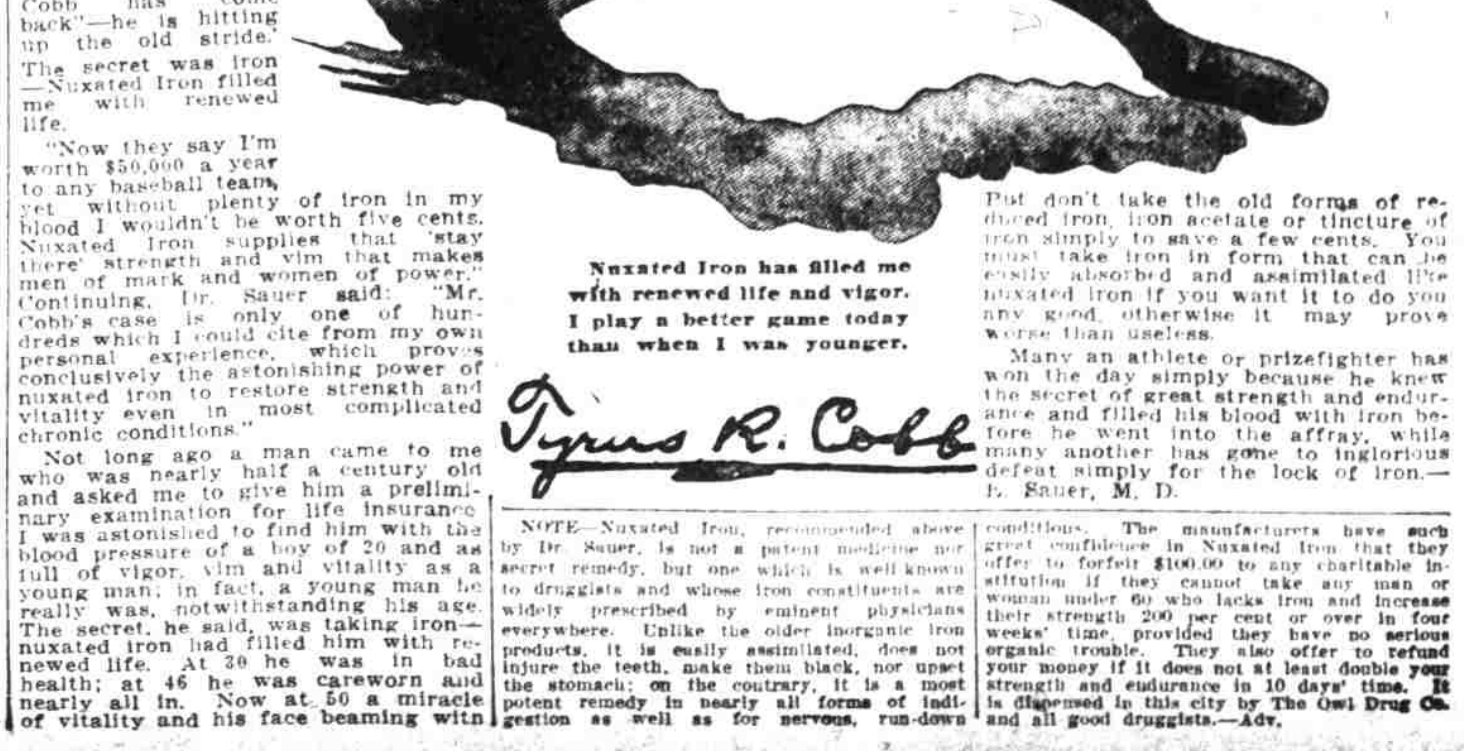 Cobb has come
back"—he is hitting
up the old stride.'
The secret was iron
—Nuxated Iron filled
me with renewed
life.
"Now they say I'm
worth $50,000 a year
to any baseball team,
yet without plenty of iron in my
blood I wouldn't be worth five cents.
Nuxated Iron supplies that 'stay
there' strength and vim that makes
men of mark and women of power."
Continuing, Dr. Sauer said: "Mr.
Cobb's case is only one of hun-
dreds which I could cite from my own
personal experience, which proves
conclusively the astonishing power of
nuxated iron to restore strength and
vitality even in most complicated
chronic conditions."
Not long ago a man came to me
who was nearly half a century old
and asked me to give him a prelimi-
nary examination for life insurance
I was astonished to find him with the
blood pressure of a boy of 20 and as
full of vigor, vim and vitality as a
young man; in fact, a young man he
really was, notwithstanding his age.
The secret, he said, was taking iron—
nuxated iron had filled him with re-
newed life. At 30 he was in bad
health; at 46 he was careworn and
nearly all in. Now at 50 a miracle
of vitality and his face beaming with
Nuxated Iron has filled me
with renewed life and vigor.
I play a better game today
than when I was younger.
Tyrus R. Cobb
NOTE—Nuxated Iron, recommended above
by Dr. Sauer, is not a patent medicine nor
secret remedy, but one which is well known
to druggists and whose iron constituents are
widely prescribed by eminent physicians
everywhere. Unlike the older inorganic iron
products, it is easily assimilated, does not
injure the teeth, make them black, nor upset
the stomach; on the contrary, it is a most
potent remedy in nearly all forms of indi-
gestion as well as for nervous, run-down
But don't take the old forms of re-
duced iron, iron acetate or tincture of
iron simply to save a few cents. You
must take iron in form that can be
easily absorbed and assimilated like
nuxated iron if you want it to do you
any good, otherwise it may prove
worse than useless.
Many an athlete or prizefighter has
won the day simply because he knew
the secret of great strength and endur-
ance and filled his blood with iron be-
fore he went into the affray, while
many another has gone to inglorious
defeat simply for the lock of iron.—
E. Sauer, M. D.
conditions. The manufacturers have such
great confidence in Nuxated Iron that they
offer to forfeit $100.00 to any charitable in-
stitution if they cannot take any man or
woman under 60 who lacks iron and increase
their strength 200 per cent or over in four
weeks' time, provided they have no serious
organic trouble. They also offer to refund
your money if it does not at least double your
strength and endurance in 10 days' time. It
is dispensed in this city by The Owl Drug Co.
and all good druggists.—Adv.